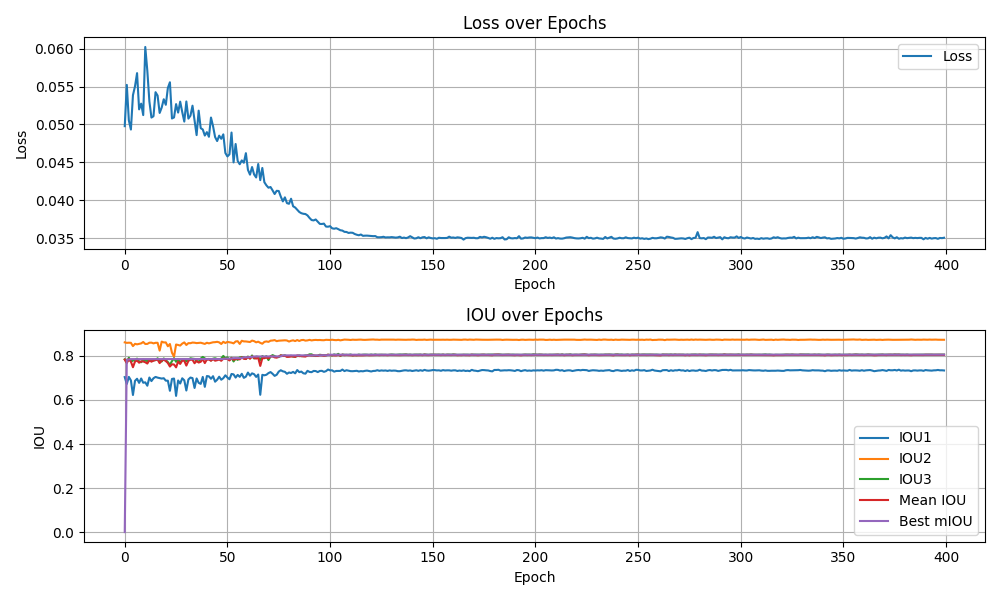 Loss over Epochs
0.060
0.055
0.050
0.045
0.040
0.035
Loss
Loss
0 50 100 150 200 250 300 350 400
Epoch
IOU over Epochs
0.8
0.6
0.4
0.2
0.0
IOU
IOU1
IOU2
IOU3
Mean IOU
Best mIOU
0 50 100 150 200 250 300 350 400
Epoch